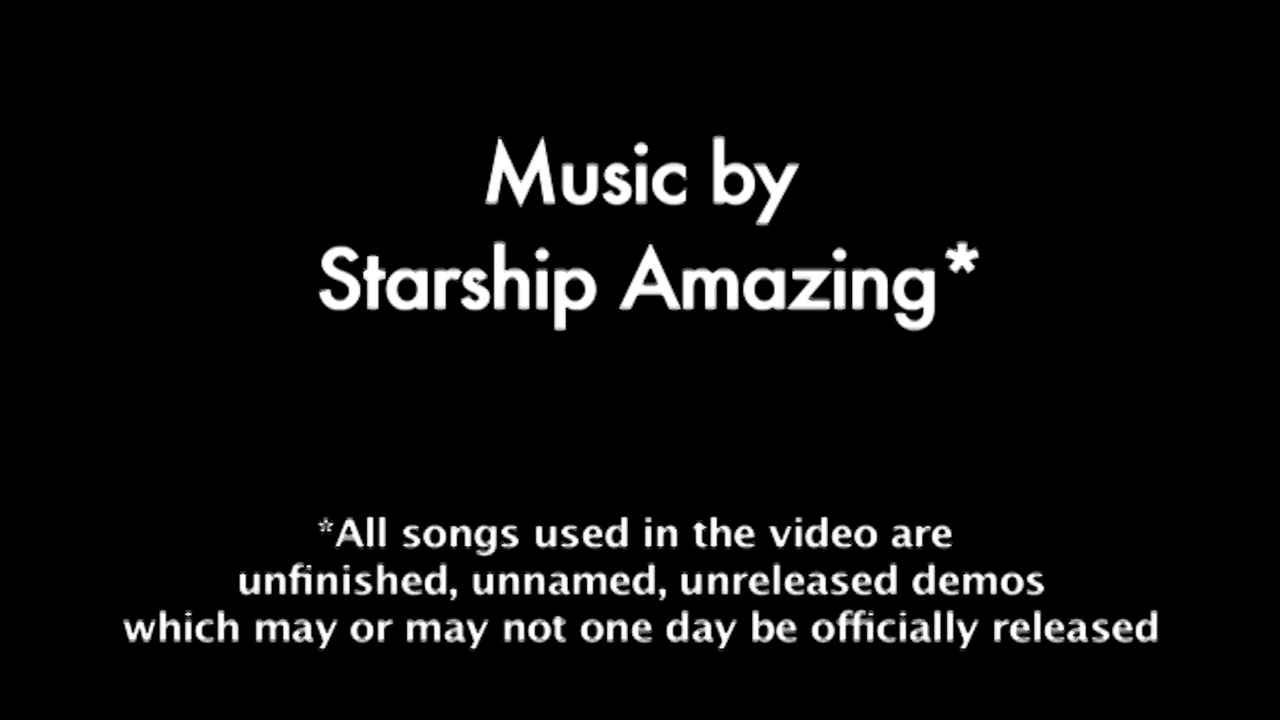 Music by
Starship Amazing*
*All songs used in the video are
unfinished, unnamed, unreleased demos
which may or may not one day be officially released